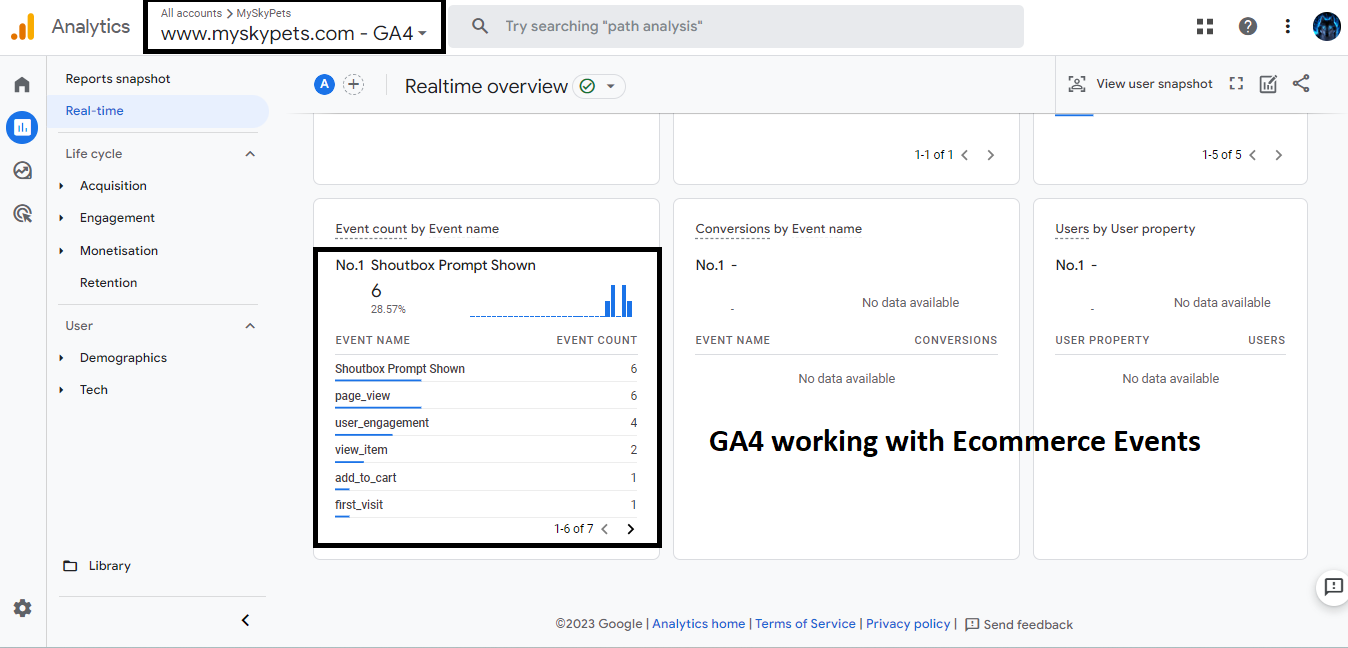 Analytics
All accounts > MySkyPets
www.myskypets.com - GA4
Try searching "path analysis"
Reports snapshot
Real-time
Life cycle
Acquisition
Engagement
Monetisation
Retention
User
Demographics
Tech
Library
A
Realtime overview
View user snapshot
1-1 of 1
1-5 of 5
Event count by Event name
No.1 Shoutbox Prompt Shown
6
28.57%
EVENT NAME EVENT COUNT
Shoutbox Prompt Shown 6
page_view 6
user_engagement 4
view_item 2
add_to_cart 1
first_visit 1
1-6 of 7
Conversions by Event name
No.1 -
-
No data available
EVENT NAME CONVERSIONS
No data available
Users by User property
No.1 -
-
No data available
USER PROPERTY USERS
No data available
GA4 working with Ecommerce Events
©2023 Google | Analytics home | Terms of Service | Privacy policy | Send feedback